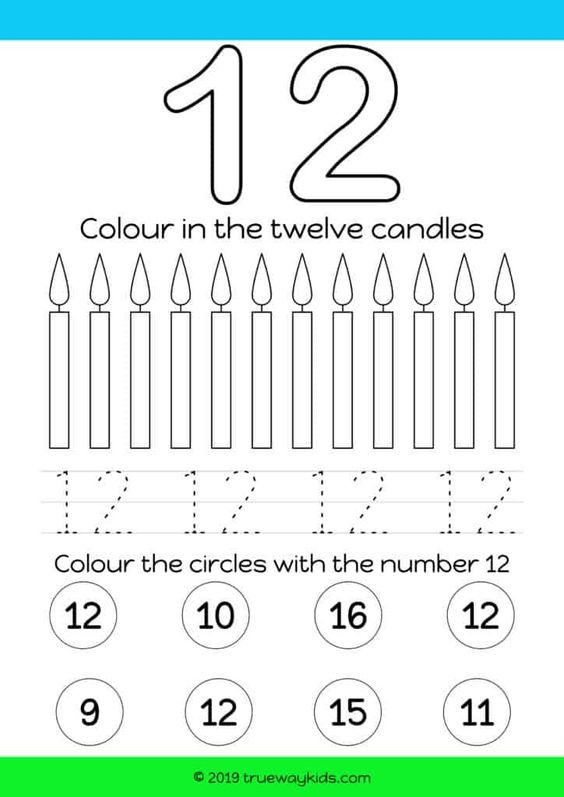 12
Colour in the twelve candles
12 12 12 12
Colour the circles with the number 12
12 10 16 12
9 12 15 11
© 2019 truewaykids.com